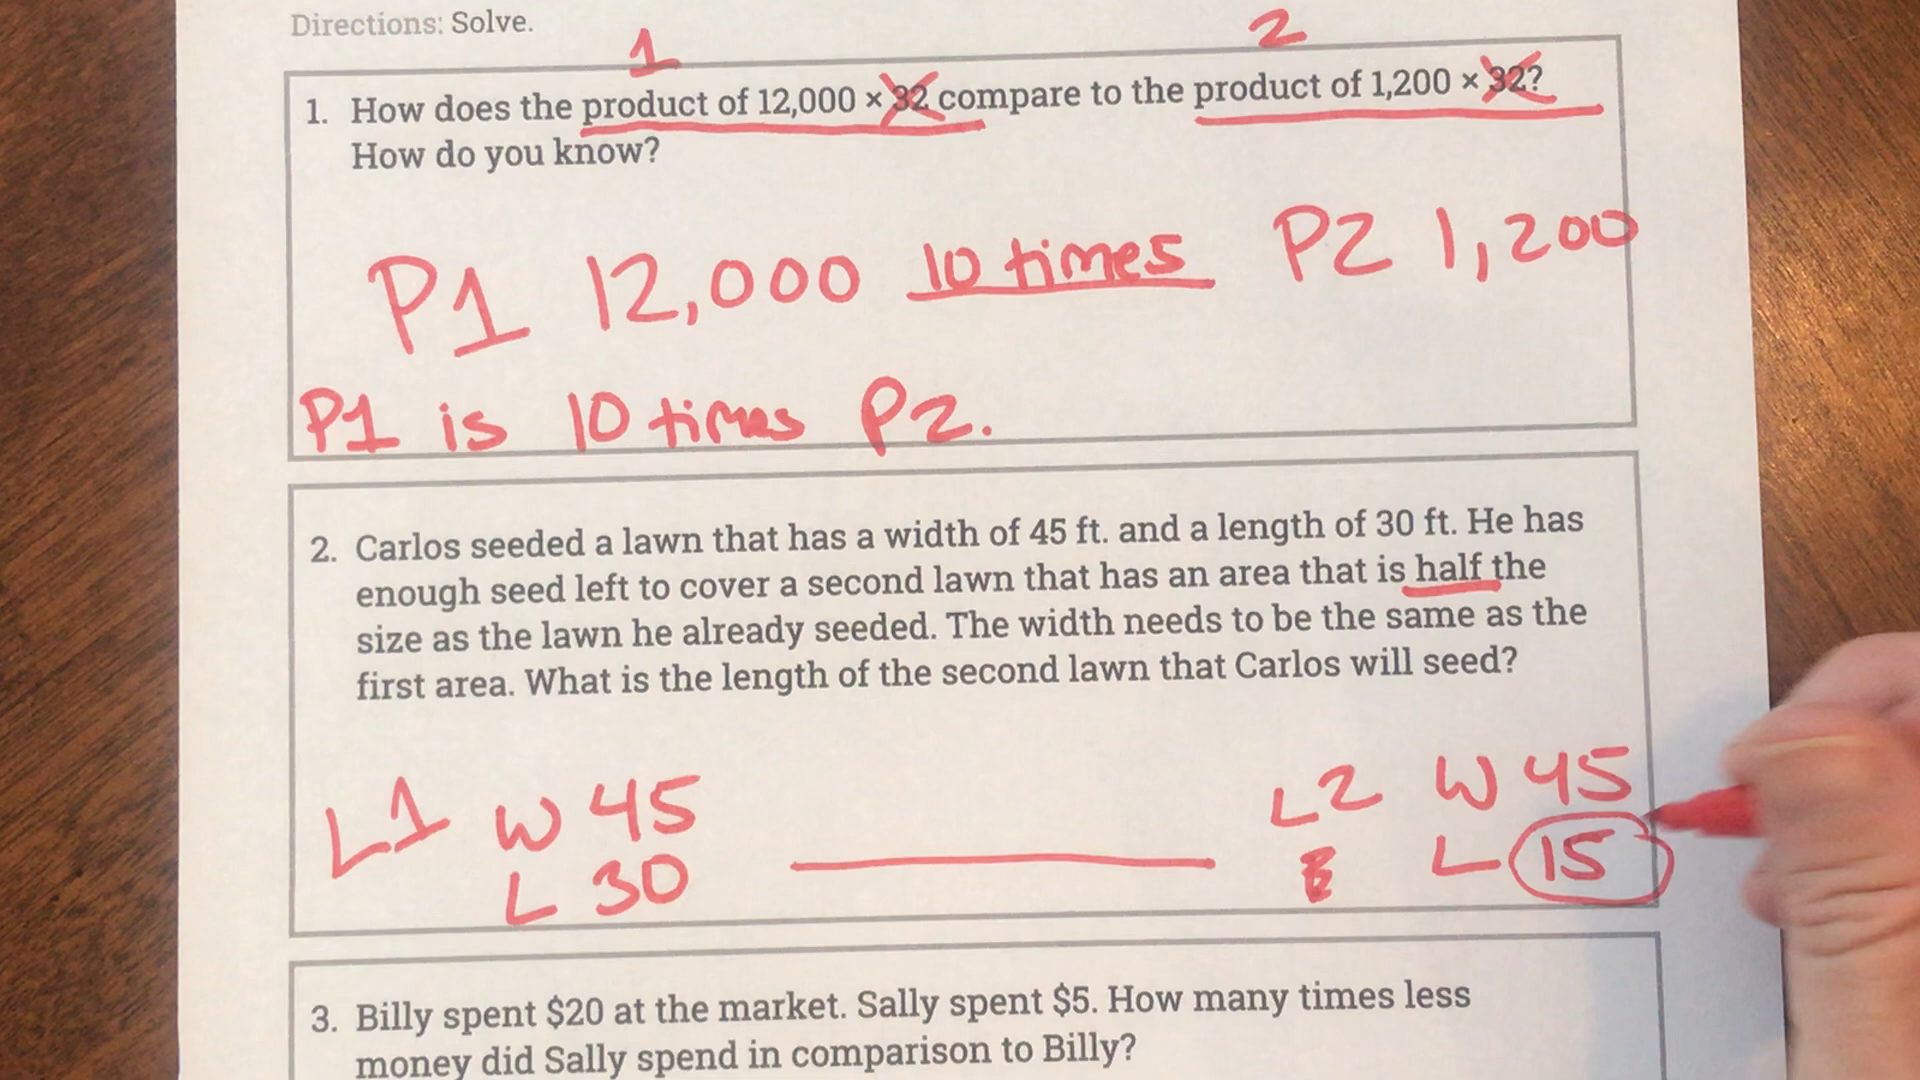 Directions: Solve.
1 2
1. How does the product of 12,000 × 32 compare to the product of 1,200 × 32?
How do you know?
P1 12,000 10 times P2 1,200
P1 is 10 times P2.
2. Carlos seeded a lawn that has a width of 45 ft. and a length of 30 ft. He has
enough seed left to cover a second lawn that has an area that is half the
size as the lawn he already seeded. The width needs to be the same as the
first area. What is the length of the second lawn that Carlos will seed?
L1 W 45 L2 W 45
L 30 L 15
3. Billy spent $20 at the market. Sally spent $5. How many times less
money did Sally spend in comparison to Billy?